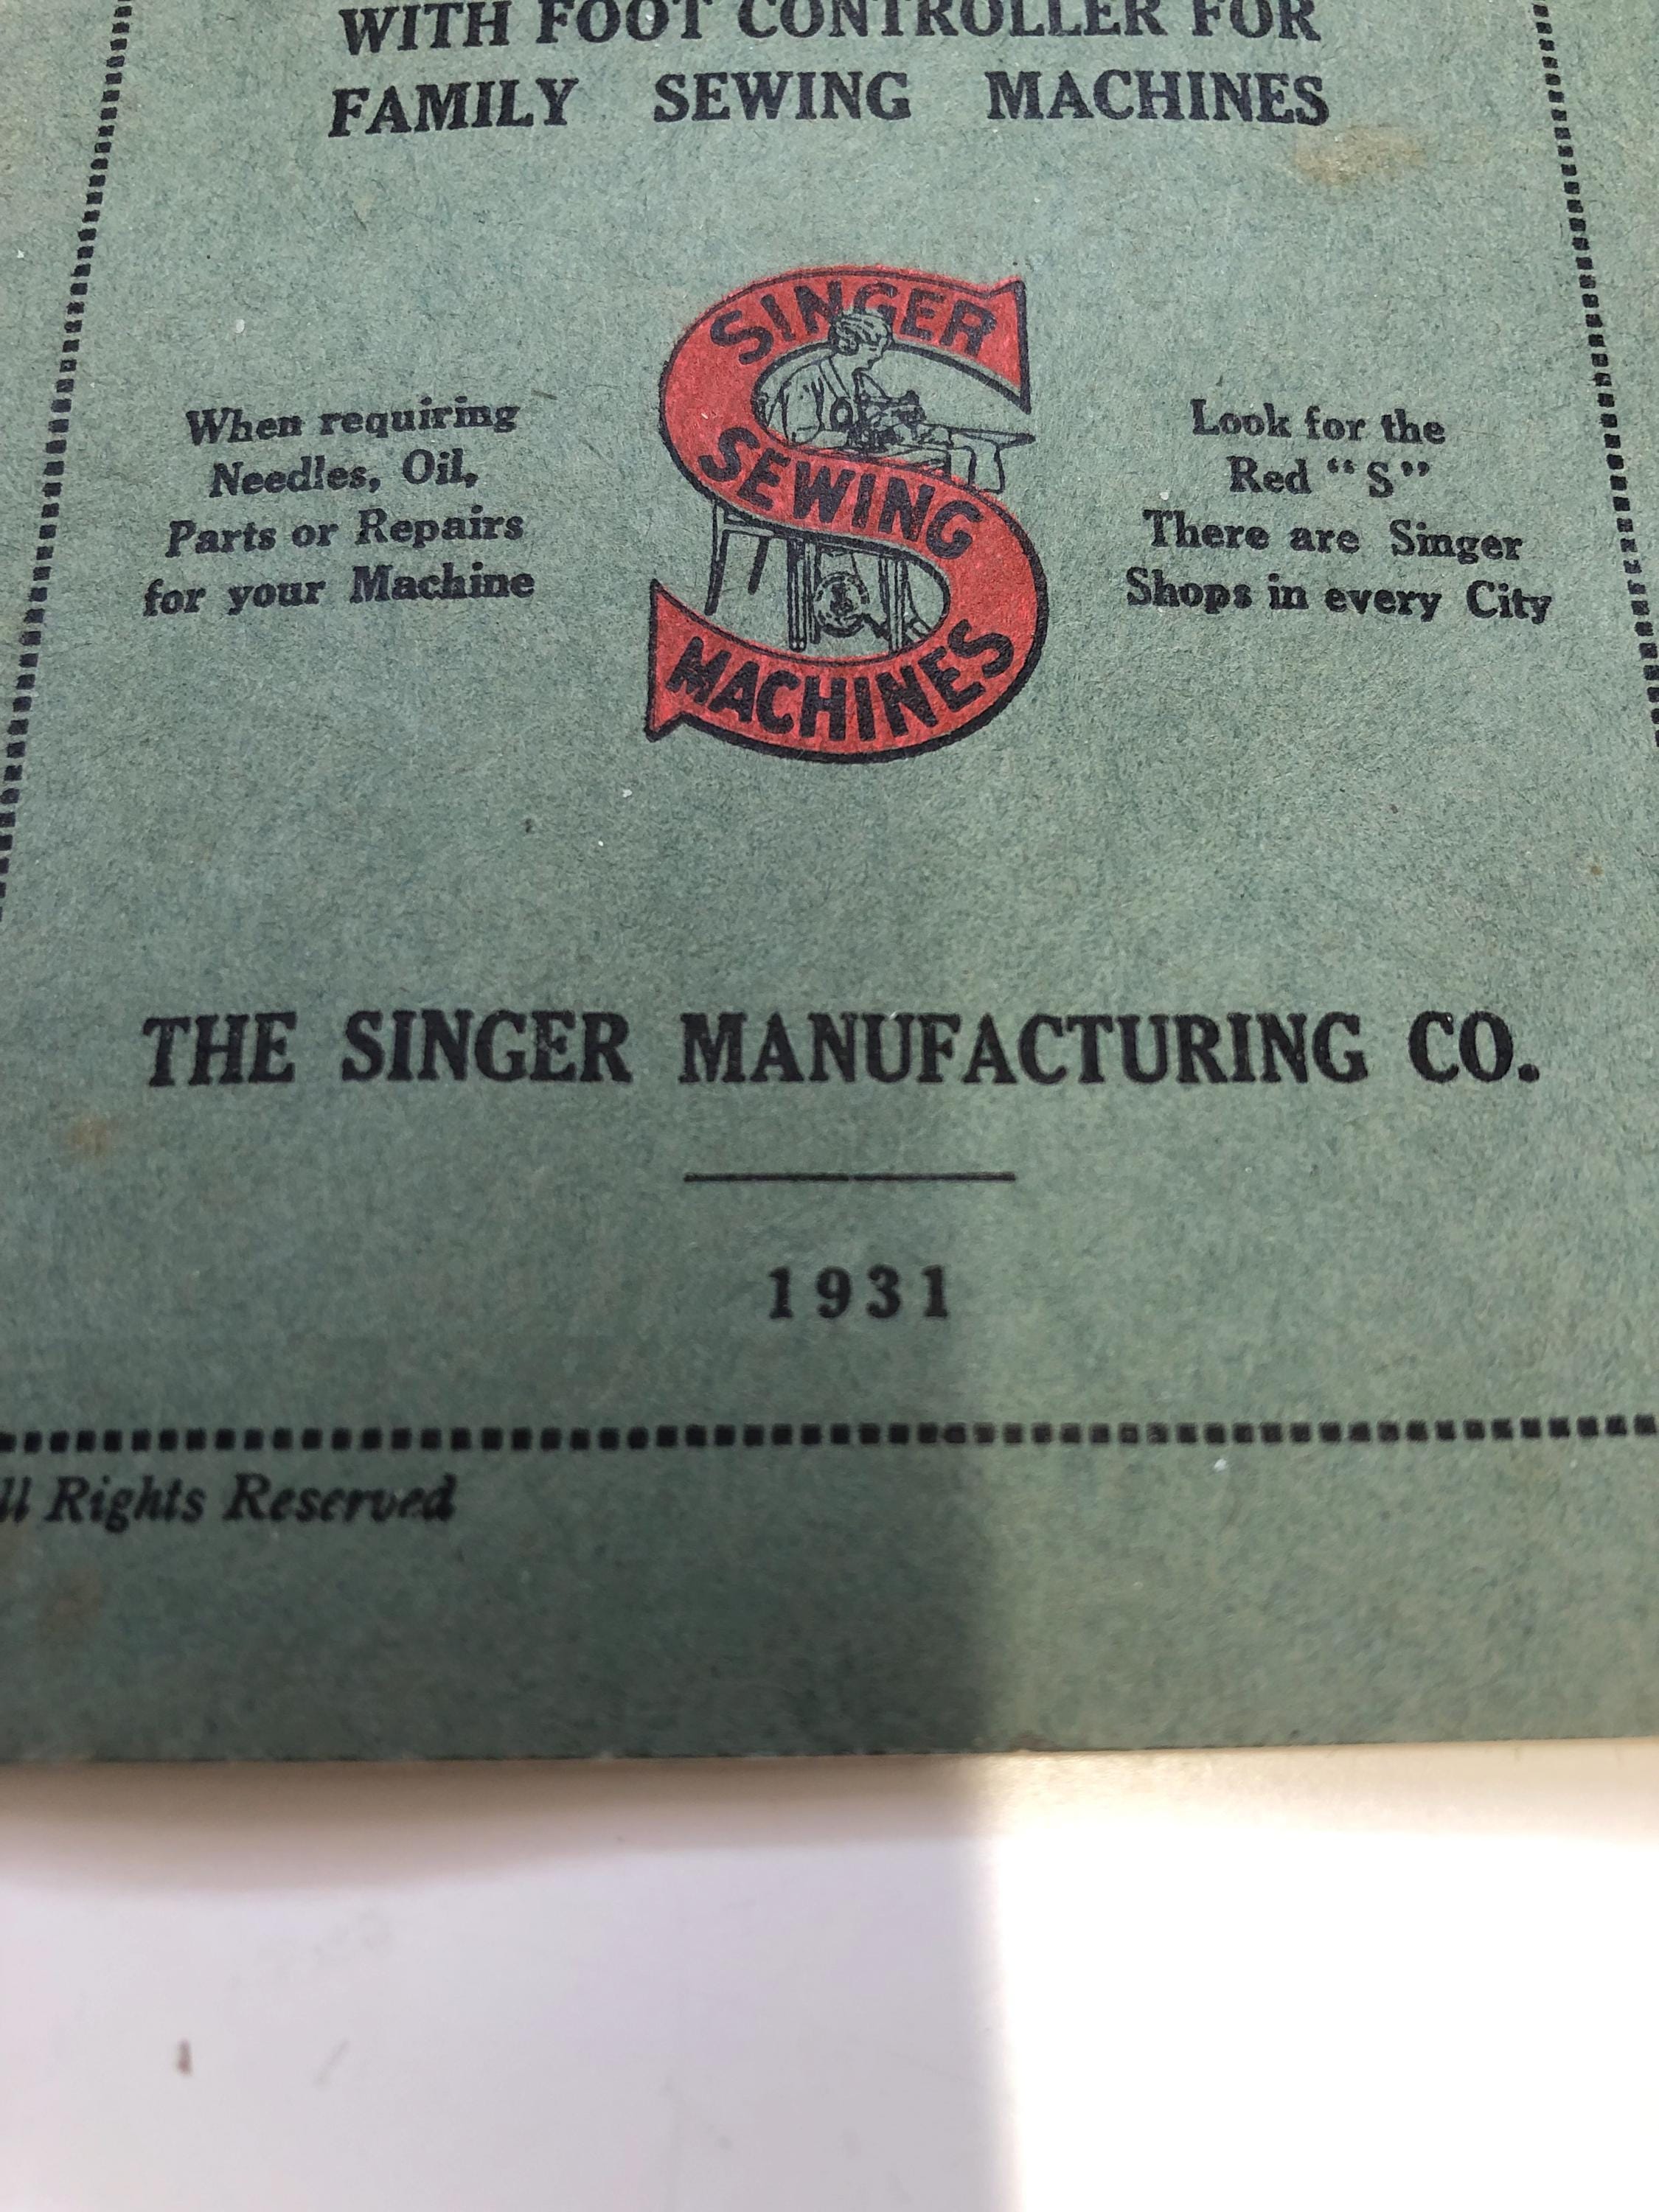 WITH FOOT CONTROLLER FOR
FAMILY SEWING MACHINES
When requiring
Needles, Oil,
Parts or Repairs
for your Machine
SINGER
SEWING
MACHINES
Look for the
Red "S"
There are Singer
Shops in every City
THE SINGER MANUFACTURING CO.
1931
ll Rights Reserved